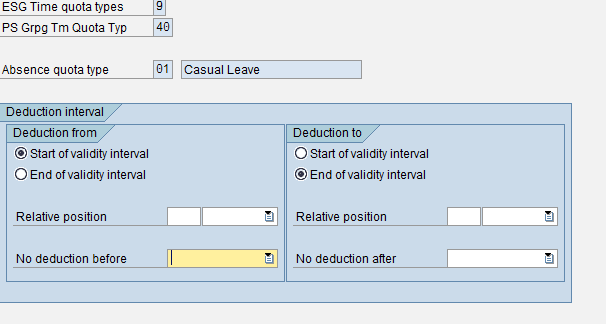 ESG Time quota types 9
PS Grpg Tm Quota Typ 40
Absence quota type 01 Casual Leave
Deduction interval
Deduction from
Start of validity interval
End of validity interval
Relative position
No deduction before
Deduction to
Start of validity interval
End of validity interval
Relative position
No deduction after